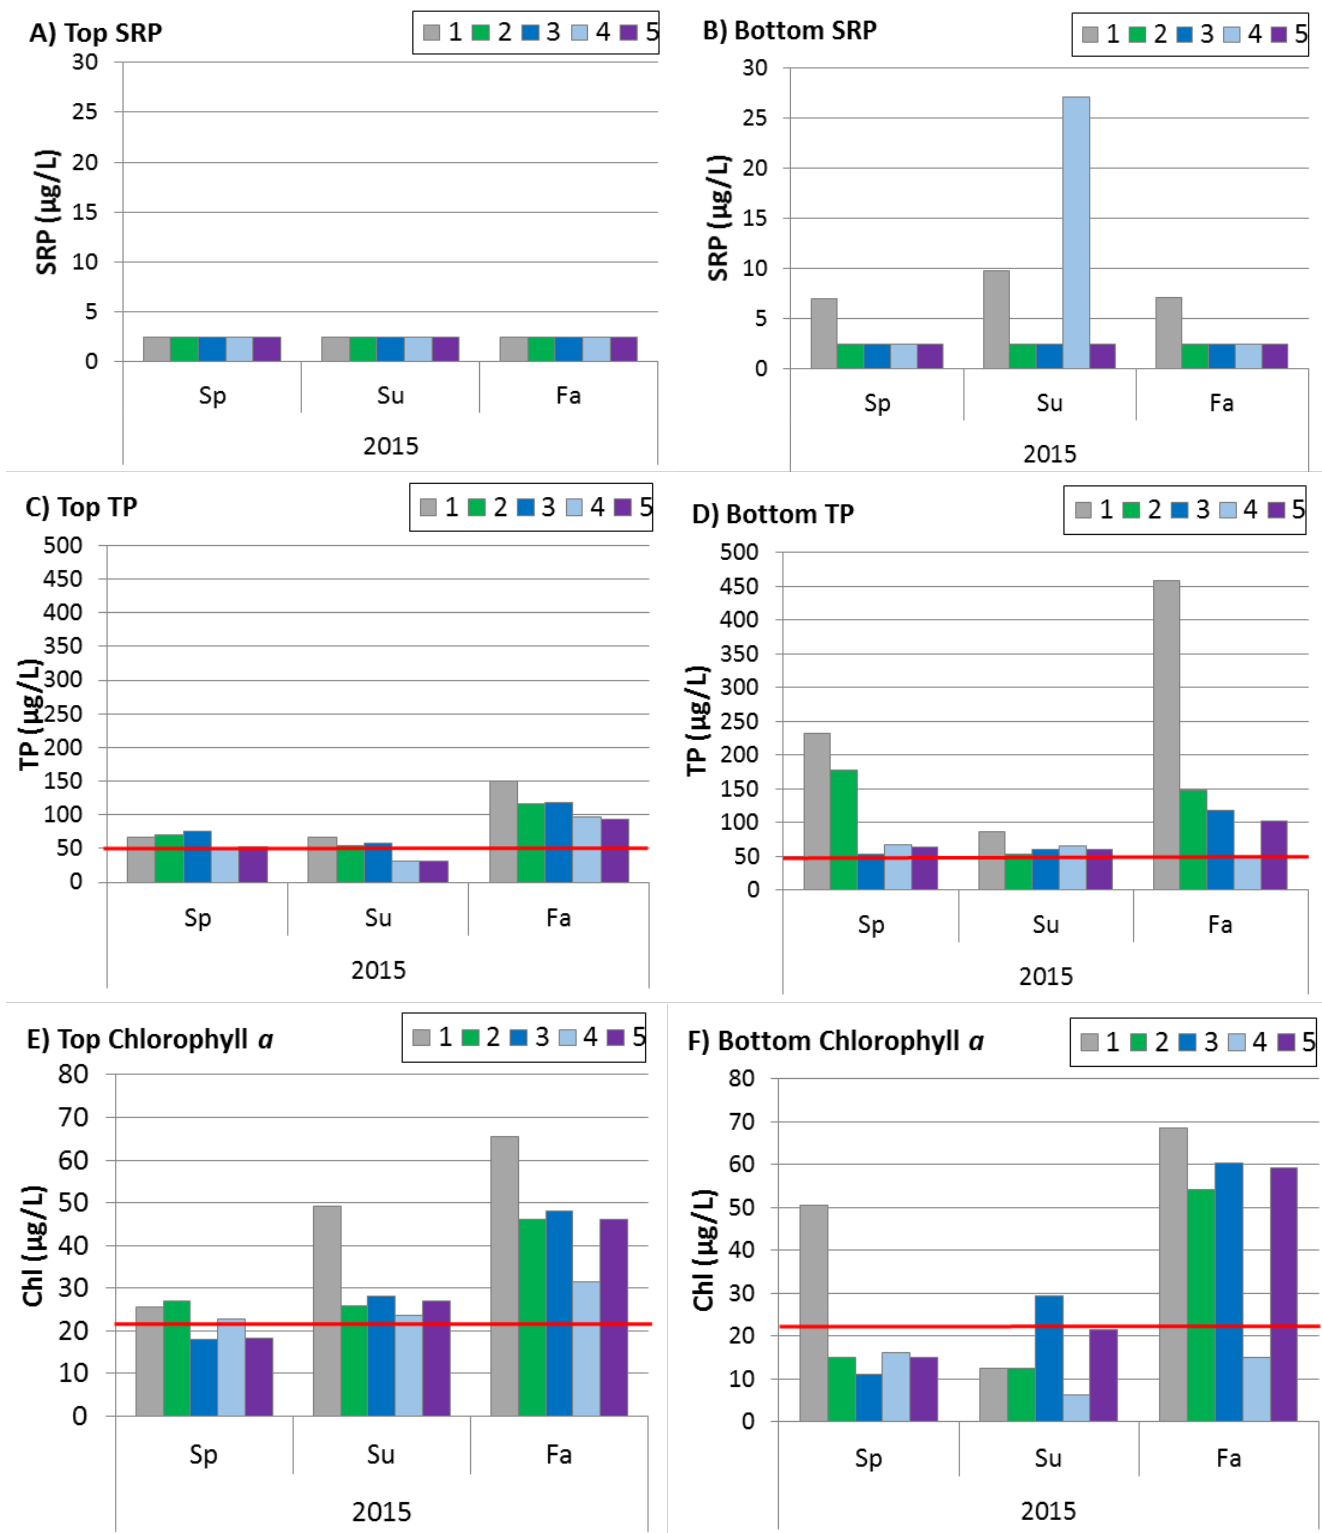 A) Top SRP
1 2 3 4 5
30
25
20
15
10
5
0
SRP (µg/L)
Sp Su Fa
2015
B) Bottom SRP
1 2 3 4 5
30
25
20
15
10
5
0
SRP (µg/L)
Sp Su Fa
2015
C) Top TP
1 2 3 4 5
500
450
400
350
300
250
200
150
100
50
0
TP (µg/L)
Sp Su Fa
2015
D) Bottom TP
1 2 3 4 5
500
450
400
350
300
250
200
150
100
50
0
TP (µg/L)
Sp Su Fa
2015
E) Top Chlorophyll a
1 2 3 4 5
80
70
60
50
40
30
20
10
0
Chl (µg/L)
Sp Su Fa
2015
F) Bottom Chlorophyll a
1 2 3 4 5
80
70
60
50
40
30
20
10
0
Chl (µg/L)
Sp Su Fa
2015